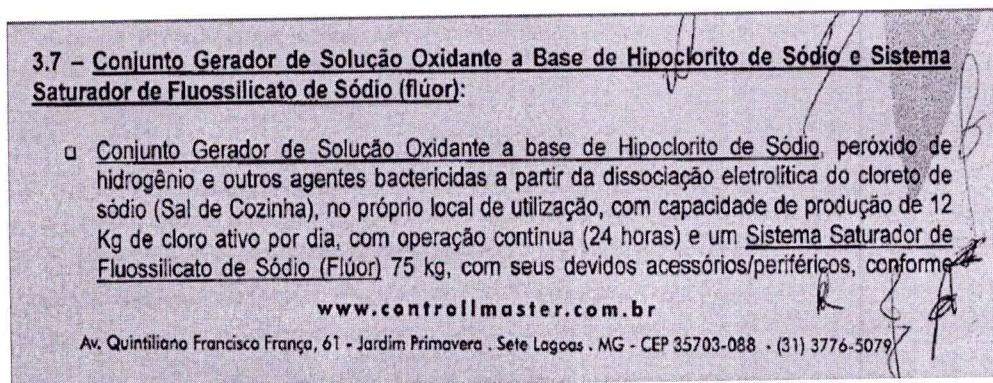 3.7 – Conjunto Gerador de Solução Oxidante a Base de Hipoclorito de Sódio e Sistema
Saturador de Fluossilicato de Sódio (flúor):
Conjunto Gerador de Solução Oxidante a base de Hipoclorito de Sódio, peróxido de
hidrogênio e outros agentes bactericidas a partir da dissociação eletrolítica do cloreto de
sódio (Sal de Cozinha), no próprio local de utilização, com capacidade de produção de 12
Kg de cloro ativo por dia, com operação continua (24 horas) e um Sistema Saturador de
Fluossilicato de Sódio (Flúor) 75 kg, com seus devidos acessórios/periféricos, conforme
www.controllmaster.com.br
Av. Quintiliano Francisco França, 61 - Jardim Primavera . Sete Lagoas . MG - CEP 35703-088 - (31) 3776-5079